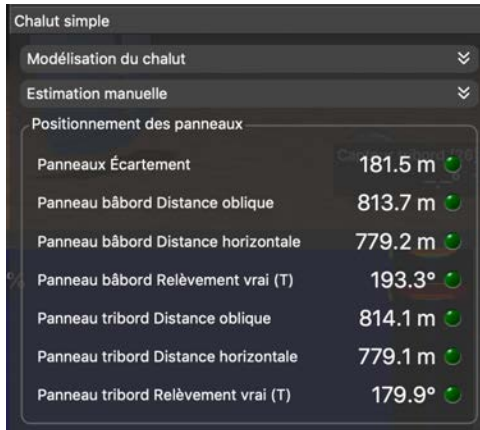 Chalut simple
Modélisation du chalut
Estimation manuelle
Positionnement des panneaux
Panneaux Écartement 181.5 m
Panneau bâbord Distance oblique 813.7 m
Panneau bâbord Distance horizontale 779.2 m
% Panneau bâbord Relèvement vrai (T) 193.3°
Panneau tribord Distance oblique 814.1 m
Panneau tribord Distance horizontale 779.1 m
Panneau tribord Relèvement vrai (T) 179.9°